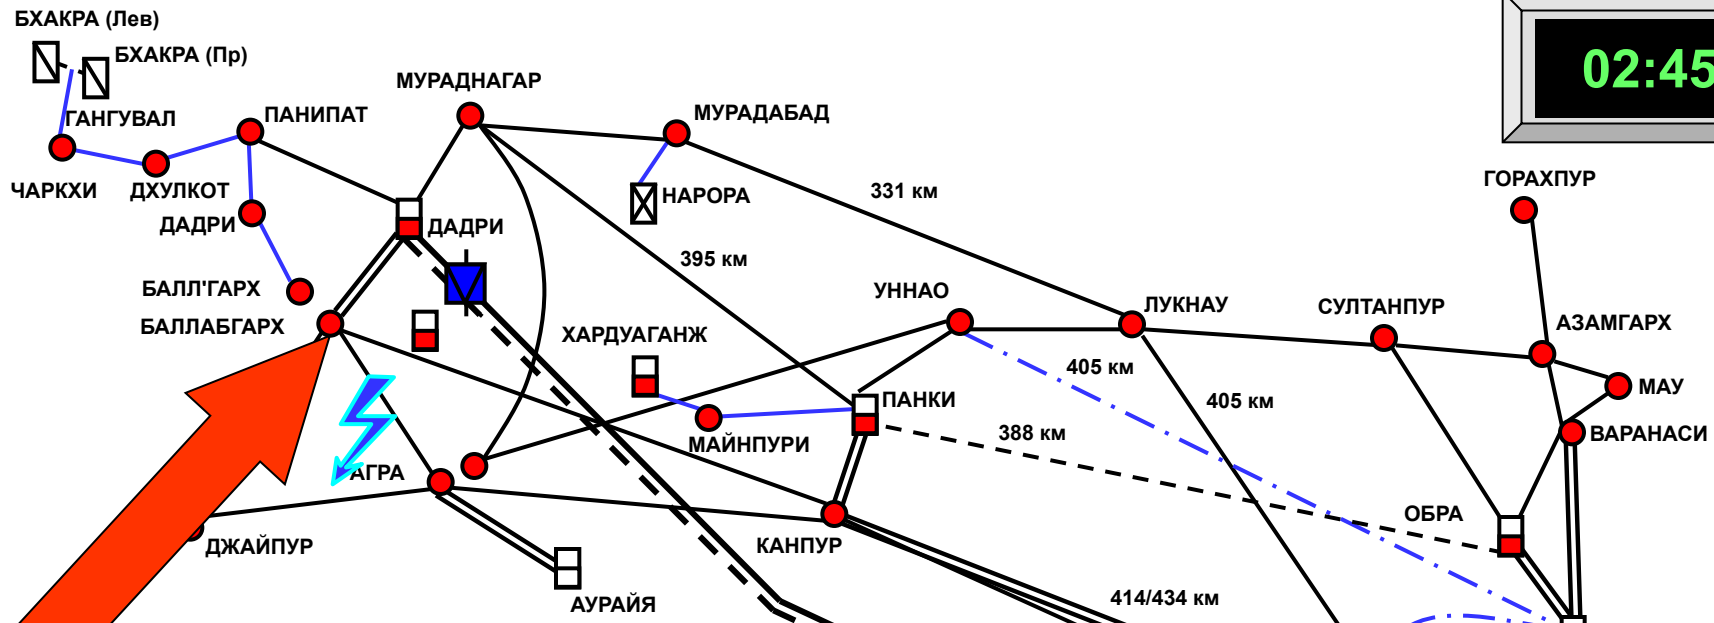 БХАКРА (Лев)
БХАКРА (Пр)
02:45
МУРАДНАГАР
ГАНГУВАЛ
ПАНИПАТ
МУРАДАБАД
ЧАРКХИ
ДХУЛКОТ
НАРОРА
331 км
ГОРАХПУР
ДАДРИ
ДАДРИ
395 км
БАЛЛ'ГАРХ
УННАО
ЛУКНАУ
СУЛТАНПУР
БАЛЛАБГАРХ
ХАРДУАГАНЖ
АЗАМГАРХ
405 км
МАУ
ПАНКИ
405 км
МАЙНПУРИ
388 км
ВАРАНАСИ
АГРА
ОБРА
ДЖАЙПУР
КАНПУР
АУРАЙЯ
414/434 км